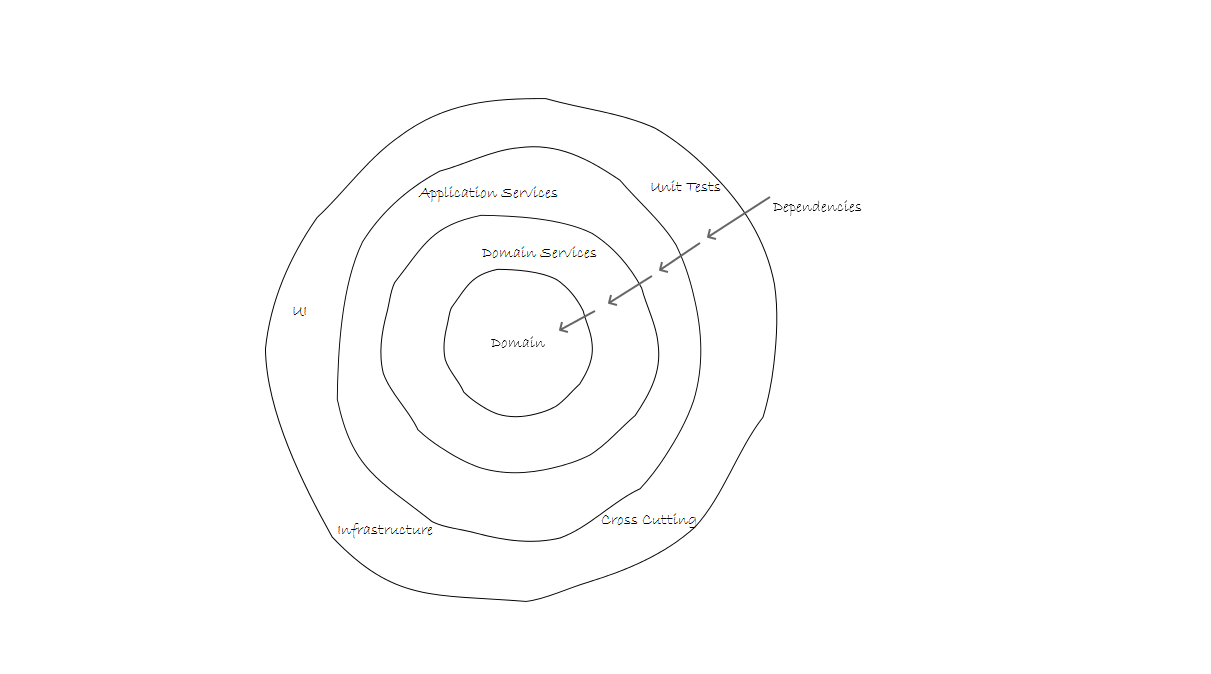 Unit Tests
Application Services
Dependencies
Domain Services
UI
Domain
Cross Cutting
Infrastructure